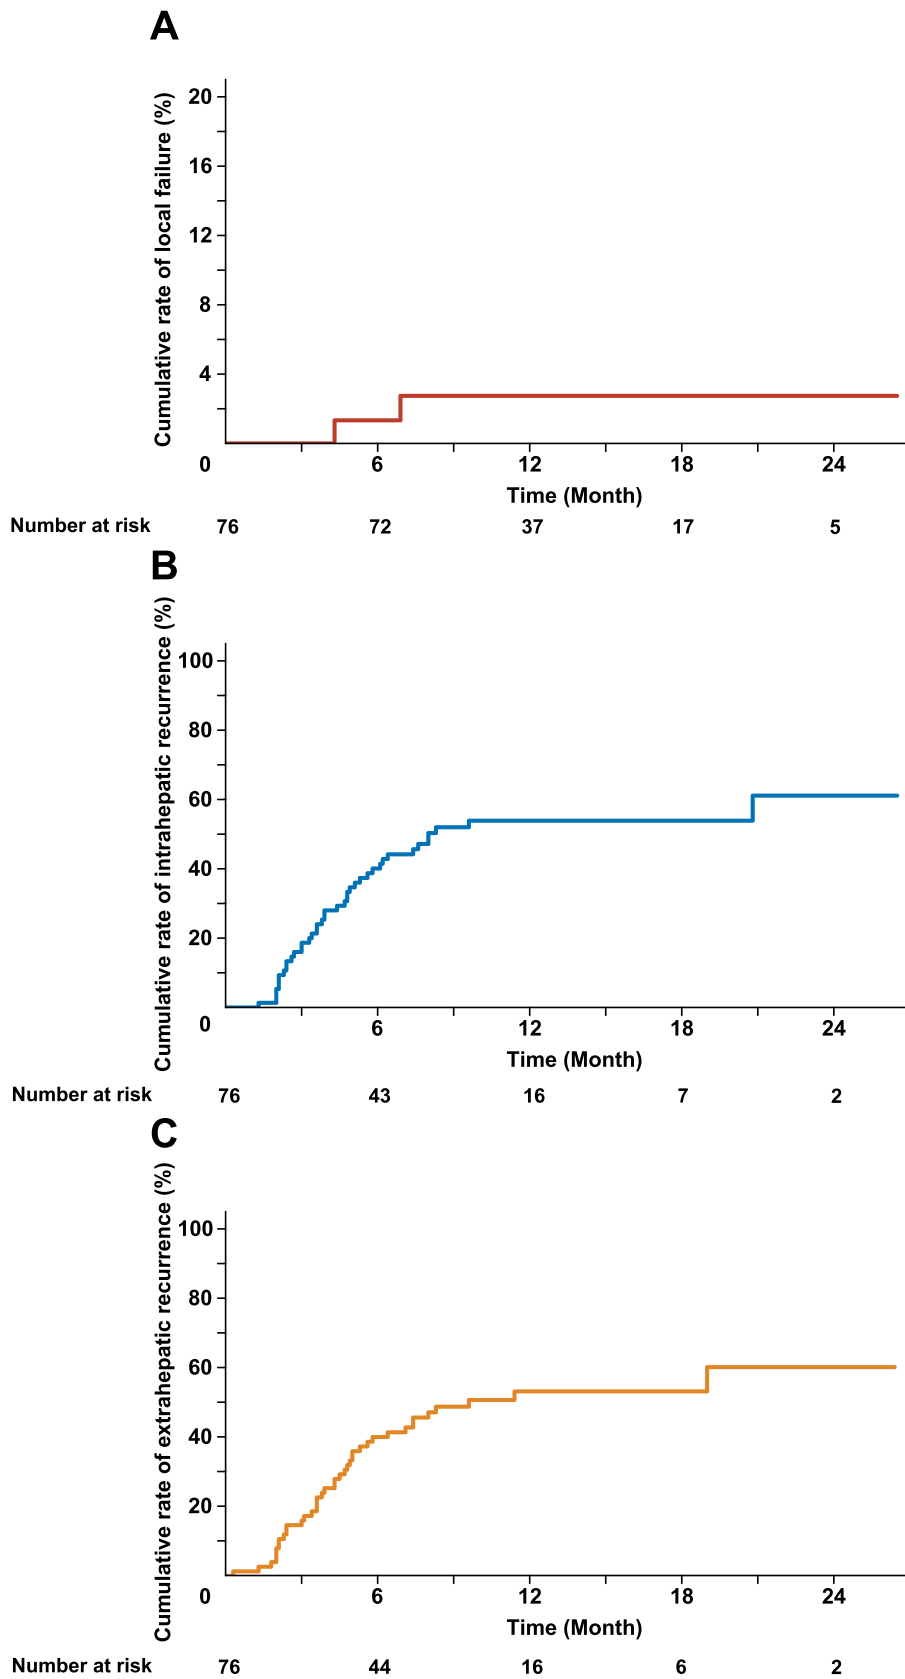 A
Cumulative rate of local failure (%)
20
16
12
8
4
0
6 12 18 24
Time (Month)
Number at risk 76 72 37 17 5
B
Cumulative rate of intrahepatic recurrence (%)
100
80
60
40
20
0
6 12 18 24
Time (Month)
Number at risk 76 43 16 7 2
C
Cumulative rate of extrahepatic recurrence (%)
100
80
60
40
20
0
6 12 18 24
Time (Month)
Number at risk 76 44 16 6 2